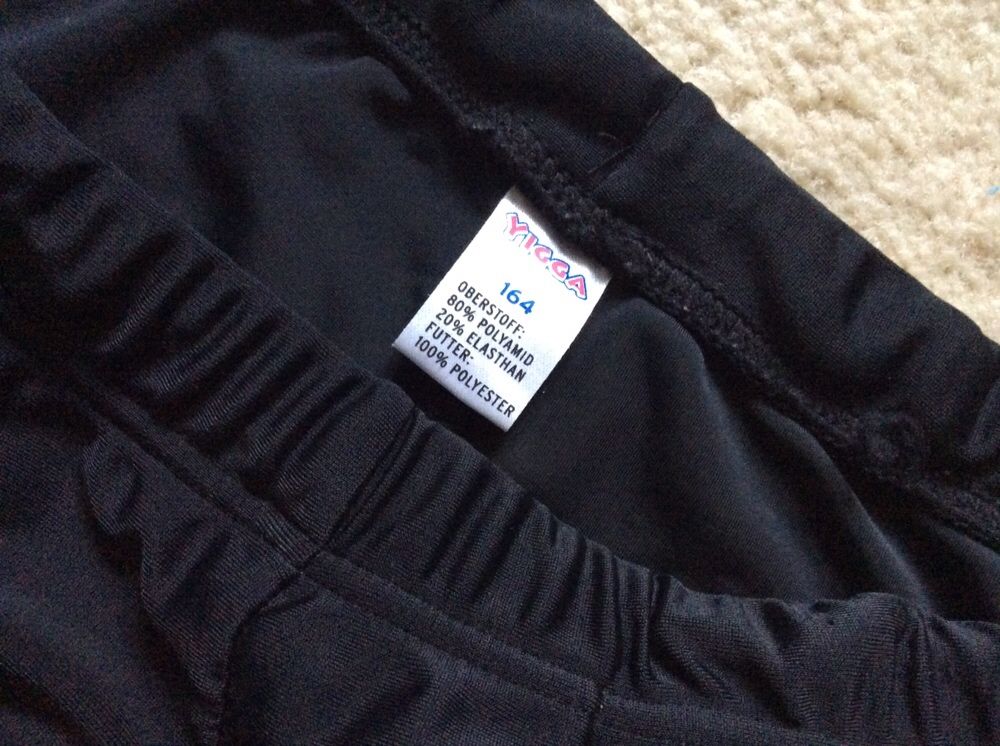 YIGGA
164
OBERSTOFF:
80% POLYAMID
20% ELASTHAN
FUTTER:
100% POLYESTER